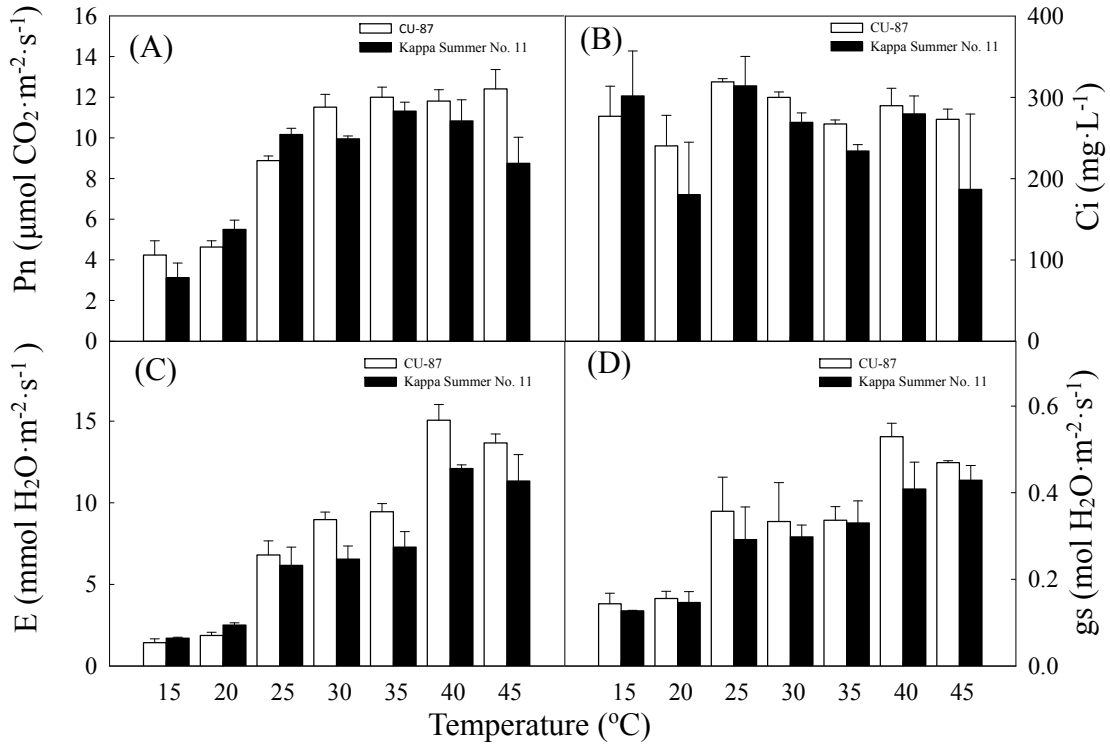 (A)
CU-87
Kappa Summer No. 11
Pn (μmol CO₂·m⁻²·s⁻¹)
16
14
12
10
8
6
4
2
0
(B)
CU-87
Kappa Summer No. 11
400
300
200
100
0
Ci (mg·L⁻¹)
(C)
CU-87
Kappa Summer No. 11
E (mmol H₂O·m⁻²·s⁻¹ )
15
10
5
0
15 20 25 30 35 40 45
(D)
CU-87
Kappa Summer No. 11
0.6
0.4
0.2
0.0
gs (mol H₂O·m⁻²·s⁻¹)
15 20 25 30 35 40 45
Temperature (ºC)